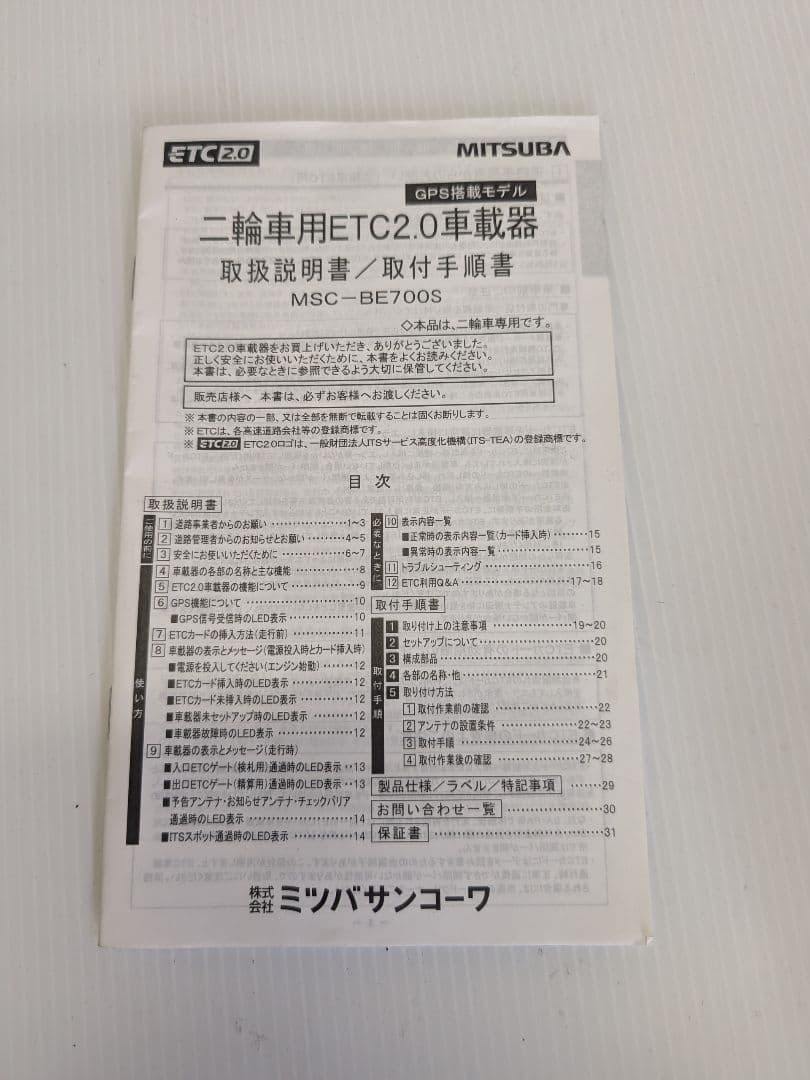 ETC2.0
MITSUBA
GPS搭載モデル
二輪車用ETC2.0車載器
取扱説明書/取付手順書
MSC-BE700S
◇本品は、二輪車専用です。
ETC2.0車載器をお買上げいただき、ありがとうございました。
正しく安全にお使いいただくために、本書をよくお読みください。
本書は、必要なときに参照できるよう大切に保管してください。
販売店様へ 本書は、必ずお客様へお渡しください。
※ 本書の内容の一部、又は全部を無断で転載することは固くお断りします。
※ ETCは、各高速道路会社等の登録商標です。
※ ETC2.0 ETC2.0ロゴは、一般財団法人ITSサービス高度化機構(ITS-TEA)の登録商標です。
目 次
取扱説明書
ご使用の前に
1 道路事業者からのお願い ……………… 1~3
2 道路管理者からのお知らせとお願い ……… 4~5
3 安全にお使いいただくために …………… 6~7
使い方
4 車載器の各部の名称と主な機能 ………… 8
5 ETC2.0車載器の機能について ………… 9
6 GPS機能について ………………… 10
■GPS信号受信時のLED表示 ………… 10
7 ETCカードの挿入方法(走行前) ………… 11
8 車載器の表示とメッセージ(電源投入時とカード挿入時)
■電源を投入してください(エンジン始動) …… 12
■ETCカード挿入時のLED表示 ………… 12
■ETCカード未挿入時のLED表示 ……… 12
■車載器未セットアップ時のLED表示 ……… 12
■車載器故障時のLED表示 …………… 12
9 車載器の表示とメッセージ(走行時)
■入口ETCゲート(検札用)通過時のLED表示 ‥ 13
■出口ETCゲート(精算用)通過時のLED表示 ‥ 13
■予告アンテナ・お知らせアンテナ・チェックバリア
通過時のLED表示 ………………… 14
■ITSスポット通過時のLED表示 ………… 14
必要なときに
10 表示内容一覧
■正常時の表示内容一覧(カード挿入時) …… 15
■異常時の表示内容一覧 …………… 15
11 トラブルシューティング ……………… 16
12 ETC利用Q&A …………………… 17~18
取付手順書
取付手順
1 取り付け上の注意事項 ……………… 19~20
2 セットアップについて ……………… 20
3 構成部品 …………………… 20
4 各部の名称・他 ………………… 21
5 取り付け方法
1 取付作業前の確認 ……………… 22
2 アンテナの設置条件 …………… 22~23
3 取付手順 ………………… 24~26
4 取付作業後の確認 …………… 27~28
製品仕様/ラベル/特記事項 …… 29
お問い合わせ一覧 …………… 30
保証書 ………………… 31
株式会社 ミツバサンコーワ